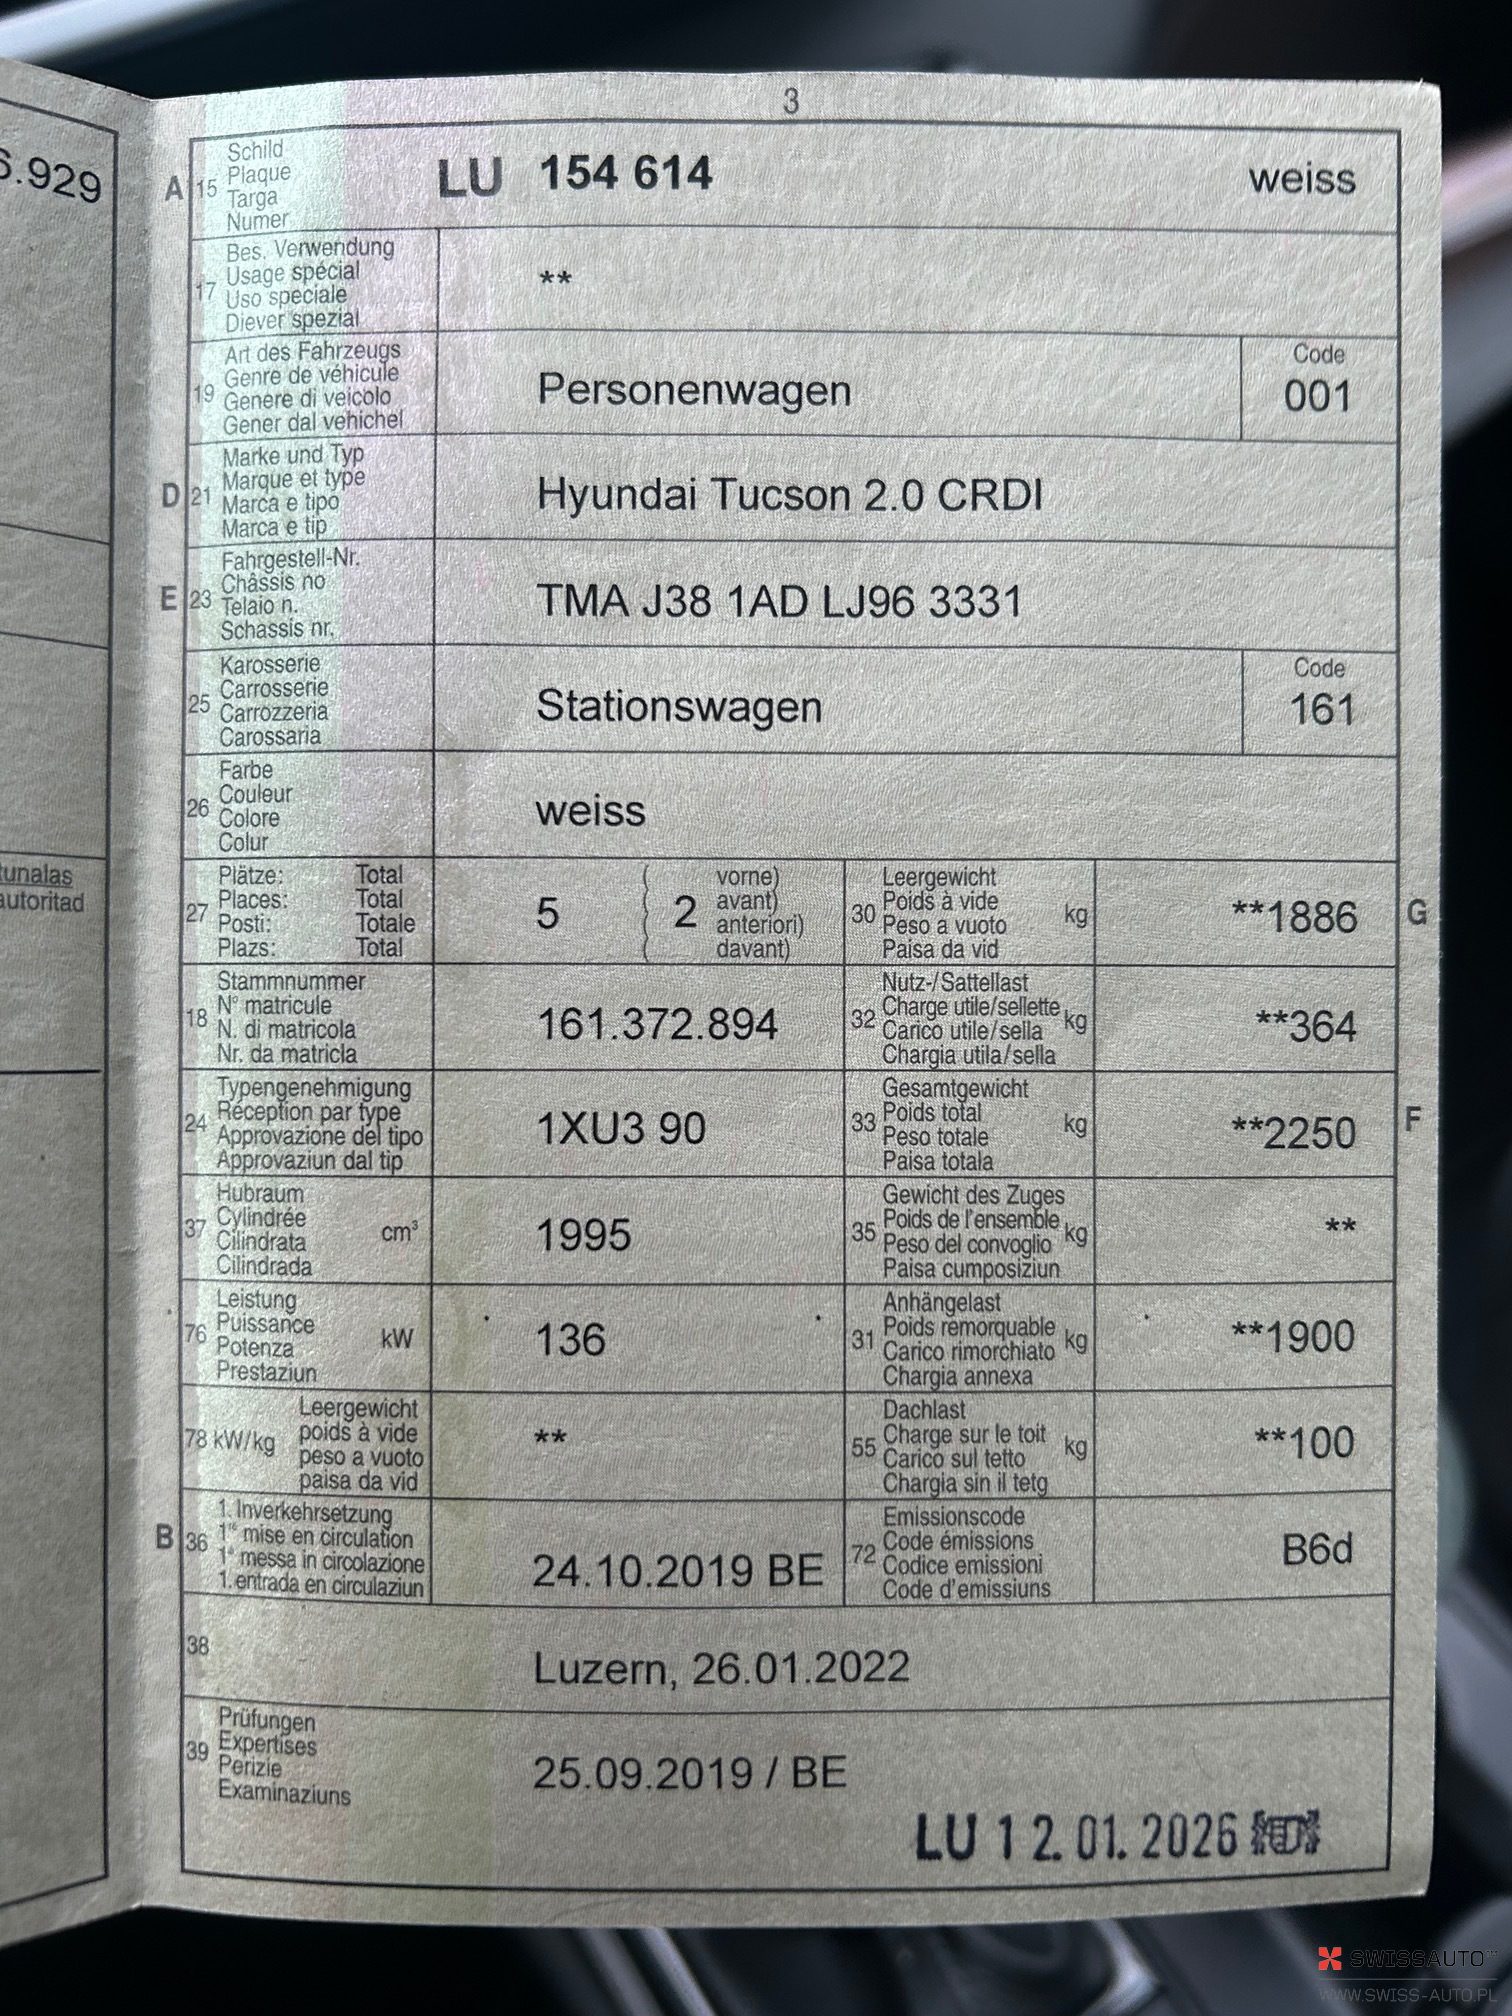 3
6.929
A 15 Schild
Plaque
Targa
Numer
LU 154 614 weiss
17 Bes. Verwendung
Usage spécial
Uso speciale
Diever spezial
**
19 Art des Fahrzeugs
Genre de véhicule
Genere di veicolo
Gener dal vehichel
Personenwagen
Code
001
D 21 Marke und Typ
Marque et type
Marca e tipo
Marca e tip
Hyundai Tucson 2.0 CRDI
E 23 Fahrgestell-Nr.
Châssis no
Telaio n.
Schassis nr.
TMA J38 1AD LJ96 3331
25 Karosserie
Carrosserie
Carrozzeria
Carossaria
Stationswagen
Code
161
26 Farbe
Couleur
Colore
Colur
weiss
tunalas
autoritad
27 Plätze: Total
Places: Total
Posti: Totale
Plazs: Total
5 ( 2 vorne)
avant)
anteriori)
( davant)
30 Leergewicht
Poids à vide
Peso a vuoto
Paisa da vid
kg
**1886 G
18 Stammnummer
N° matricule
N. di matricola
Nr. da matricla
161.372.894
32 Nutz-/Sattellast
Charge utile/sellette
Carico utile/sella
Chargia utila/sella
kg
**364
24 Typengenehmigung
Réception par type
Approvazione del tipo
Approvaziun dal tip
1XU3 90
33 Gesamtgewicht
Poids total
Peso totale
Paisa totala
kg
**2250 F
37 Hubraum
Cylindrée
Cilindrata
Cilindrada
cm³
1995
35 Gewicht des Zuges
Poids de l'ensemble
Peso del convoglio
Paisa cumposiziun
kg
**
76 Leistung
Puissance
Potenza
Prestaziun
kW
136
31 Anhängelast
Poids remorquable
Carico rimorchiato
Chargia annexa
kg
**1900
78 kW/kg Leergewicht
poids à vide
peso a vuoto
paisa da vid
**
55 Dachlast
Charge sur le toit
Carico sul tetto
Chargia sin il tetg
kg
**100
B 36 1. Inverkehrsetzung
1re mise en circulation
1a messa in circolazione
1. entrada en circulaziun
24.10.2019 BE
72 Emissionscode
Code émissions
Codice emissioni
Code d'emissiuns
B6d
38
Luzern, 26.01.2022
39 Prüfungen
Expertises
Perizie
Examinaziuns
25.09.2019 / BE
LU 12.01.2026
SWISSAUTO
WWW.SWISS-AUTO.PL